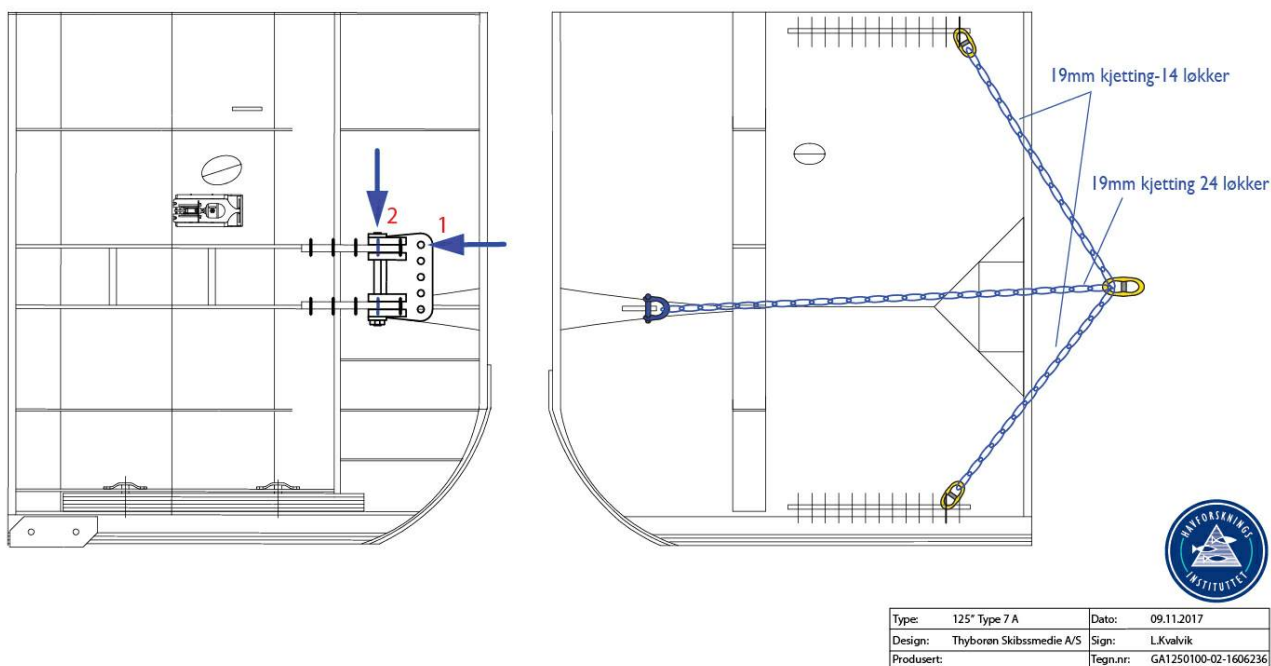 19mm kjetting-14 løkker
19mm kjetting 24 løkker
2
1
HAVFORSKNINGS
INSTITUTTET
Type: 125" Type 7 A Dato: 09.11.2017
Design: Thyborøn Skibssmedie A/S Sign: L.Kvalvik
Produsert: Tegn.nr: GA1250100-02-1606236